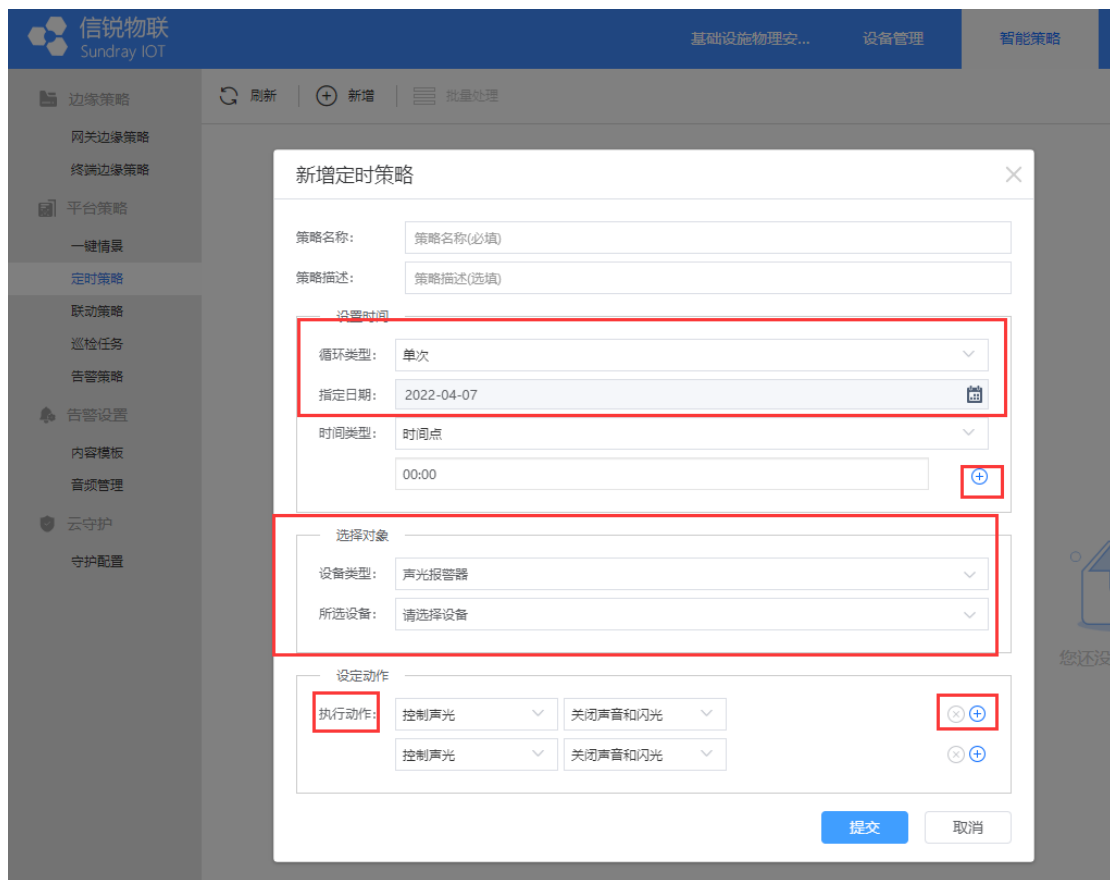 信锐物联
Sundray IOT
基础设施物理安...
设备管理
智能策略
边缘策略
网关边缘策略
终端边缘策略
平台策略
一键情景
定时策略
联动策略
巡检任务
告警策略
告警设置
内容模板
音频管理
云守护
守护配置
刷新
新增
批量处理
新增定时策略
策略名称: 策略名称(必填)
策略描述: 策略描述(选填)
设置时间
循环类型: 单次
指定日期: 2022-04-07
时间类型: 时间点
00:00
选择对象
设备类型: 声光报警器
所选设备: 请选择设备
设定动作
执行动作: 控制声光 关闭声音和闪光
控制声光 关闭声音和闪光
提交 取消
您还没